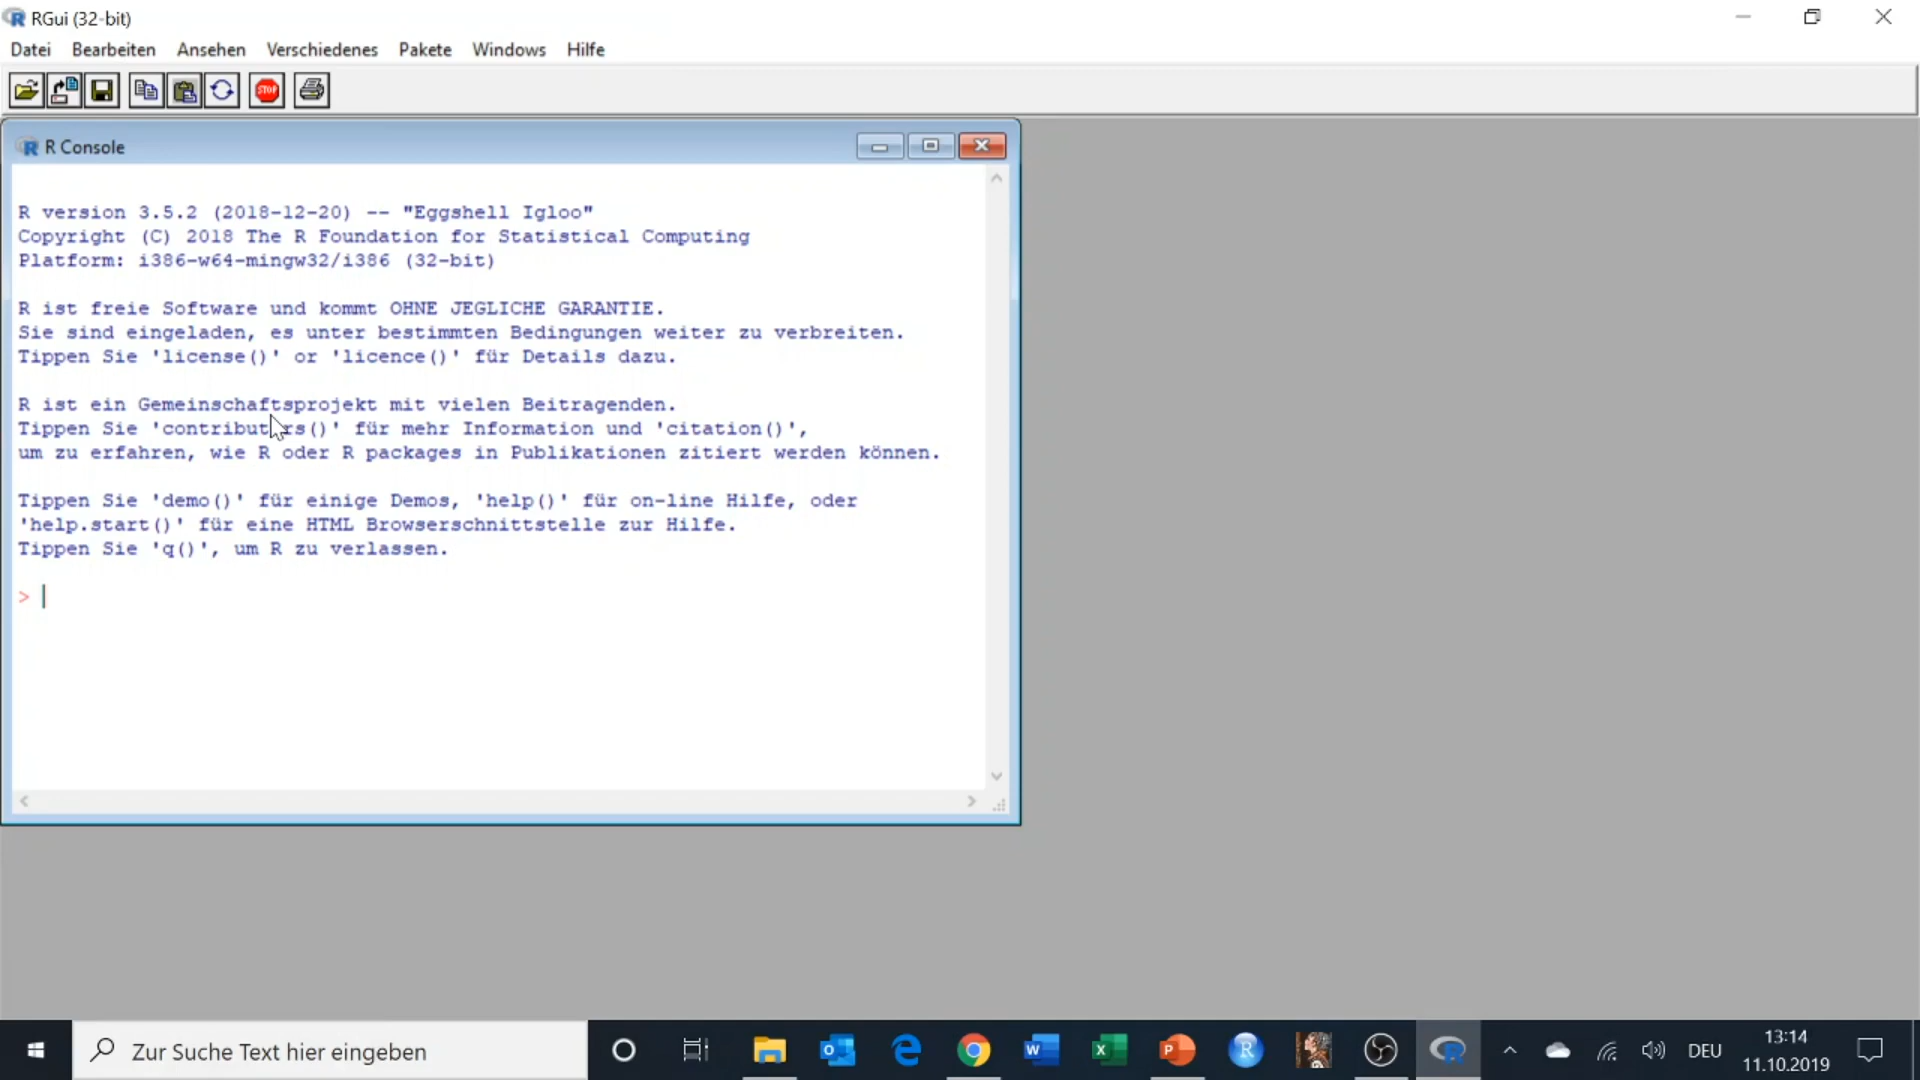 RGui (32-bit)
Datei Bearbeiten Ansehen Verschiedenes Pakete Windows Hilfe
STOP
R Console
R version 3.5.2 (2018-12-20) -- "Eggshell Igloo"
Copyright (C) 2018 The R Foundation for Statistical Computing
Platform: i386-w64-mingw32/i386 (32-bit)
R ist freie Software und kommt OHNE JEGLICHE GARANTIE.
Sie sind eingeladen, es unter bestimmten Bedingungen weiter zu verbreiten.
Tippen Sie 'license()' or 'licence()' für Details dazu.
R ist ein Gemeinschaftsprojekt mit vielen Beitragenden.
Tippen Sie 'contributors()' für mehr Information und 'citation()',
um zu erfahren, wie R oder R packages in Publikationen zitiert werden können.
Tippen Sie 'demo()' für einige Demos, 'help()' für on-line Hilfe, oder
'help.start()' für eine HTML Browserschnittstelle zur Hilfe.
Tippen Sie 'q()', um R zu verlassen.
>
Zur Suche Text hier eingeben
DEU
13:14
11.10.2019